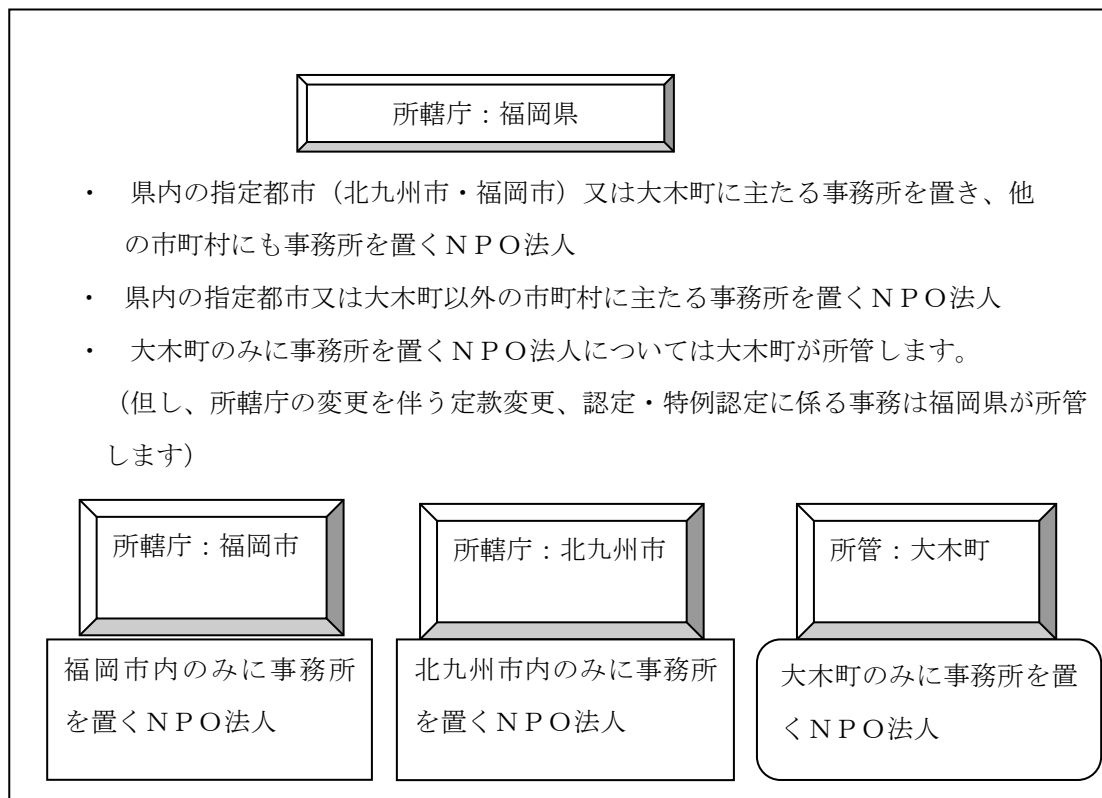 所轄庁：福岡県
・　県内の指定都市（北九州市・福岡市）又は大木町に主たる事務所を置き、他
の市町村にも事務所を置くＮＰＯ法人
・　県内の指定都市又は大木町以外の市町村に主たる事務所を置くＮＰＯ法人
・　大木町のみに事務所を置くＮＰＯ法人については大木町が所管します。
（但し、所轄庁の変更を伴う定款変更、認定・特例認定に係る事務は福岡県が所管
します）
所轄庁：福岡市
福岡市内のみに事務所
を置くＮＰＯ法人
所轄庁：北九州市
北九州市内のみに事務所
を置くＮＰＯ法人
所管：大木町
大木町のみに事務所を置
くＮＰＯ法人